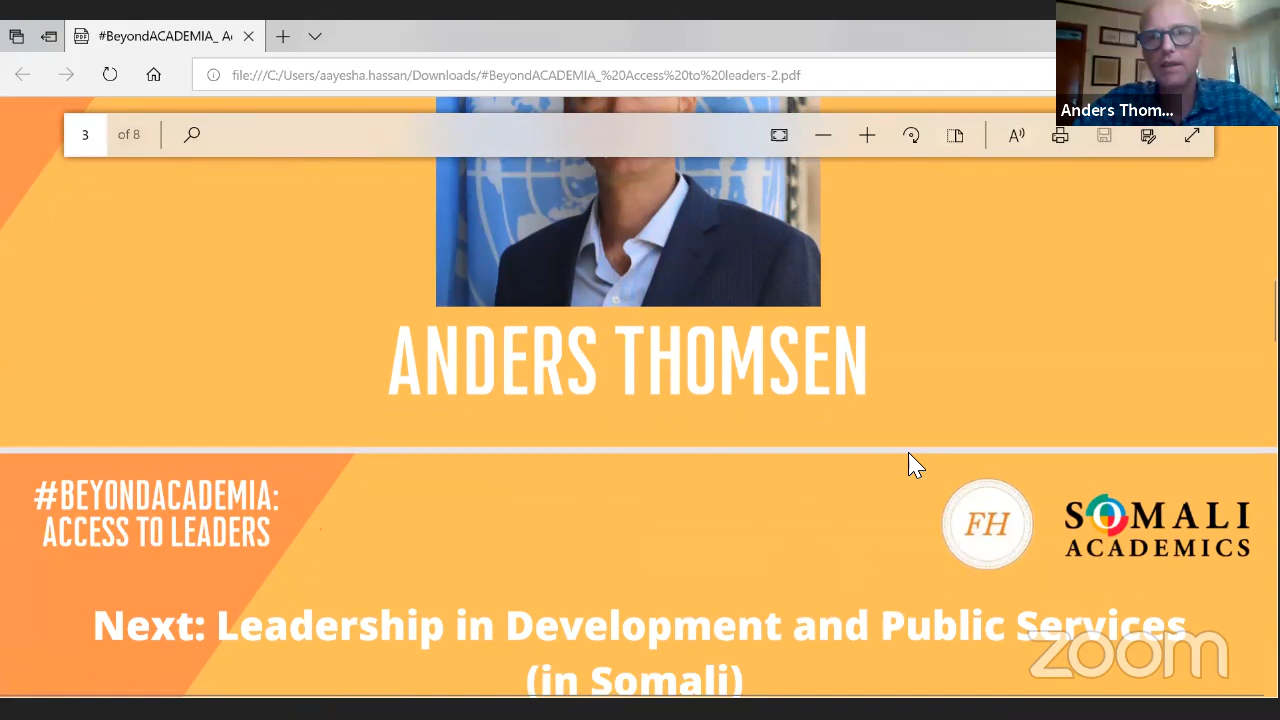 #BeyondACADEMIA_ Ac
file:///C:/Users/aayesha.hassan/Downloads/#BeyondACADEMIA_%20Access%20to%20leaders-2.pdf
Anders Thom...
3 of 8
ANDERS THOMSEN
#BEYONDACADEMIA:
ACCESS TO LEADERS
FH
SOMALI
ACADEMICS
Next: Leadership in Development and Public Services
(in Somali)
zoom